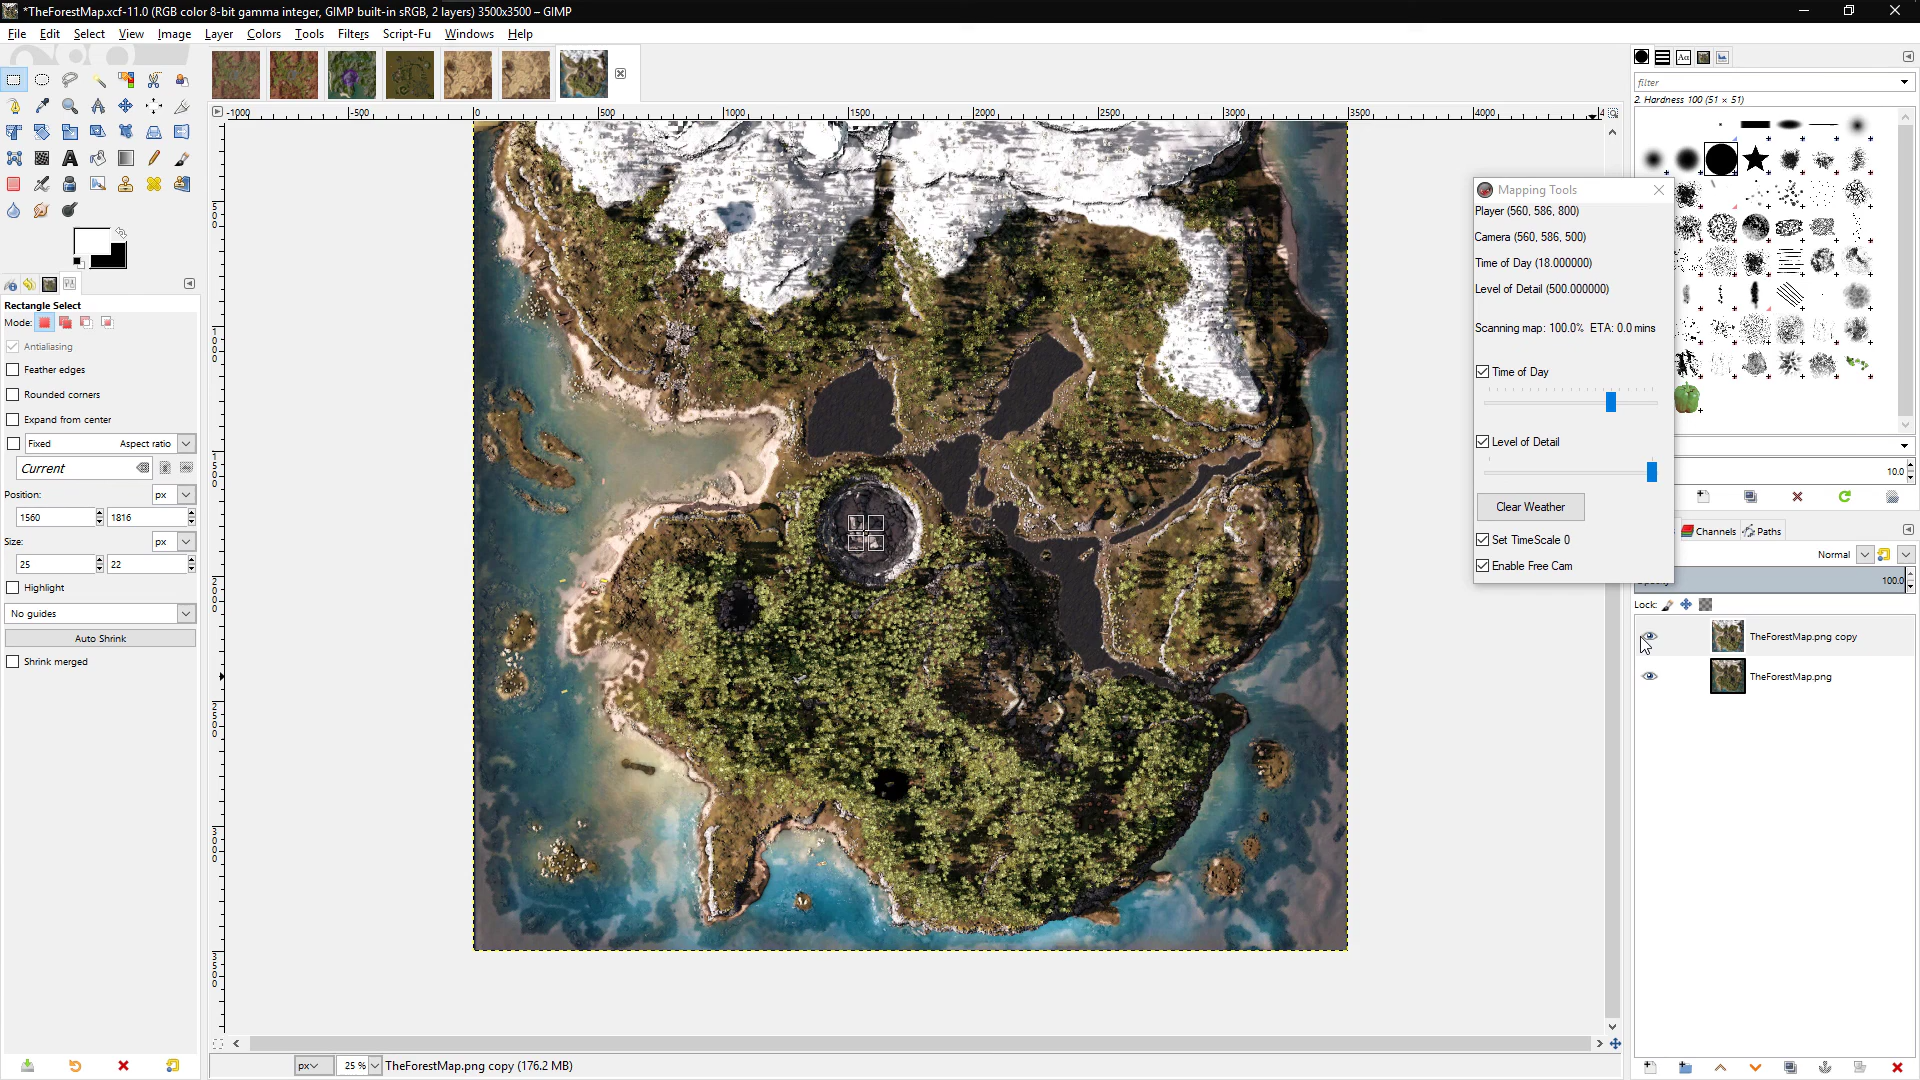 *TheForestMap.xcf-11.0 (RGB color 8-bit gamma integer, GIMP built-in sRGB, 2 layers) 3500x3500 – GIMP
File Edit Select View Image Layer Colors Tools Filters Script-Fu Windows Help
filter
2. Hardness 100 (51 × 51)
-1000 -500 0 500 1000 1500 2000 2500 3000 3500 4000
500
1000
1500
2000
2500
3000
3500
Rectangle Select
Mode:
Antialiasing
Feather edges
Rounded corners
Expand from center
Fixed Aspect ratio
Current
Position: px
1560 1816
Size: px
25 22
Highlight
No guides
Auto Shrink
Shrink merged
Mapping Tools
Player (560, 586, 800)
Camera (560, 586, 500)
Time of Day (18.000000)
Level of Detail (500.000000)
Scanning map: 100.0% ETA: 0.0 mins
Time of Day
Level of Detail
Clear Weather
Set TimeScale 0
Enable Free Cam
10.0
Channels Paths
Normal
100.0
Lock:
TheForestMap.png copy
TheForestMap.png
px 25 % TheForestMap.png copy (176.2 MB)